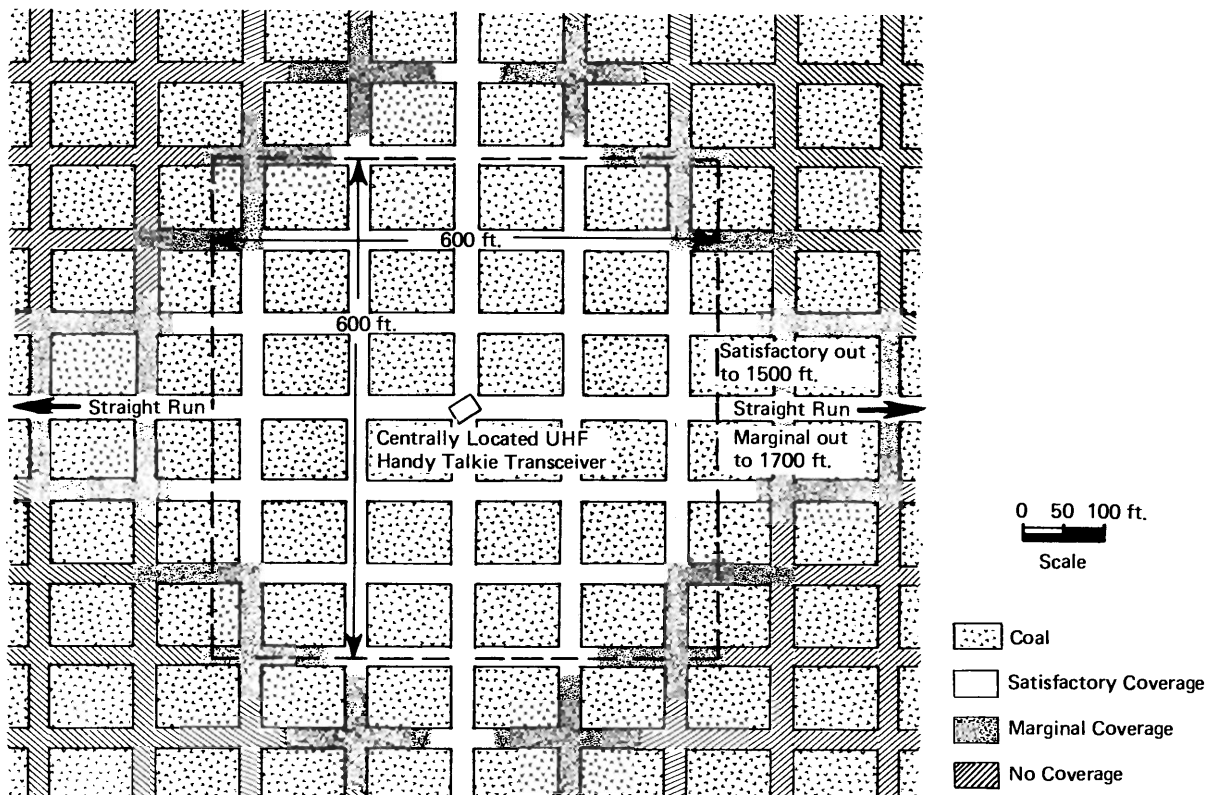 600 ft.
600 ft.
Satisfactory out
to 1500 ft.
Straight Run
Straight Run
Marginal out
to 1700 ft.
Centrally Located UHF
Handy Talkie Transceiver
0 50 100 ft.
Scale
Coal
Satisfactory Coverage
Marginal Coverage
No Coverage